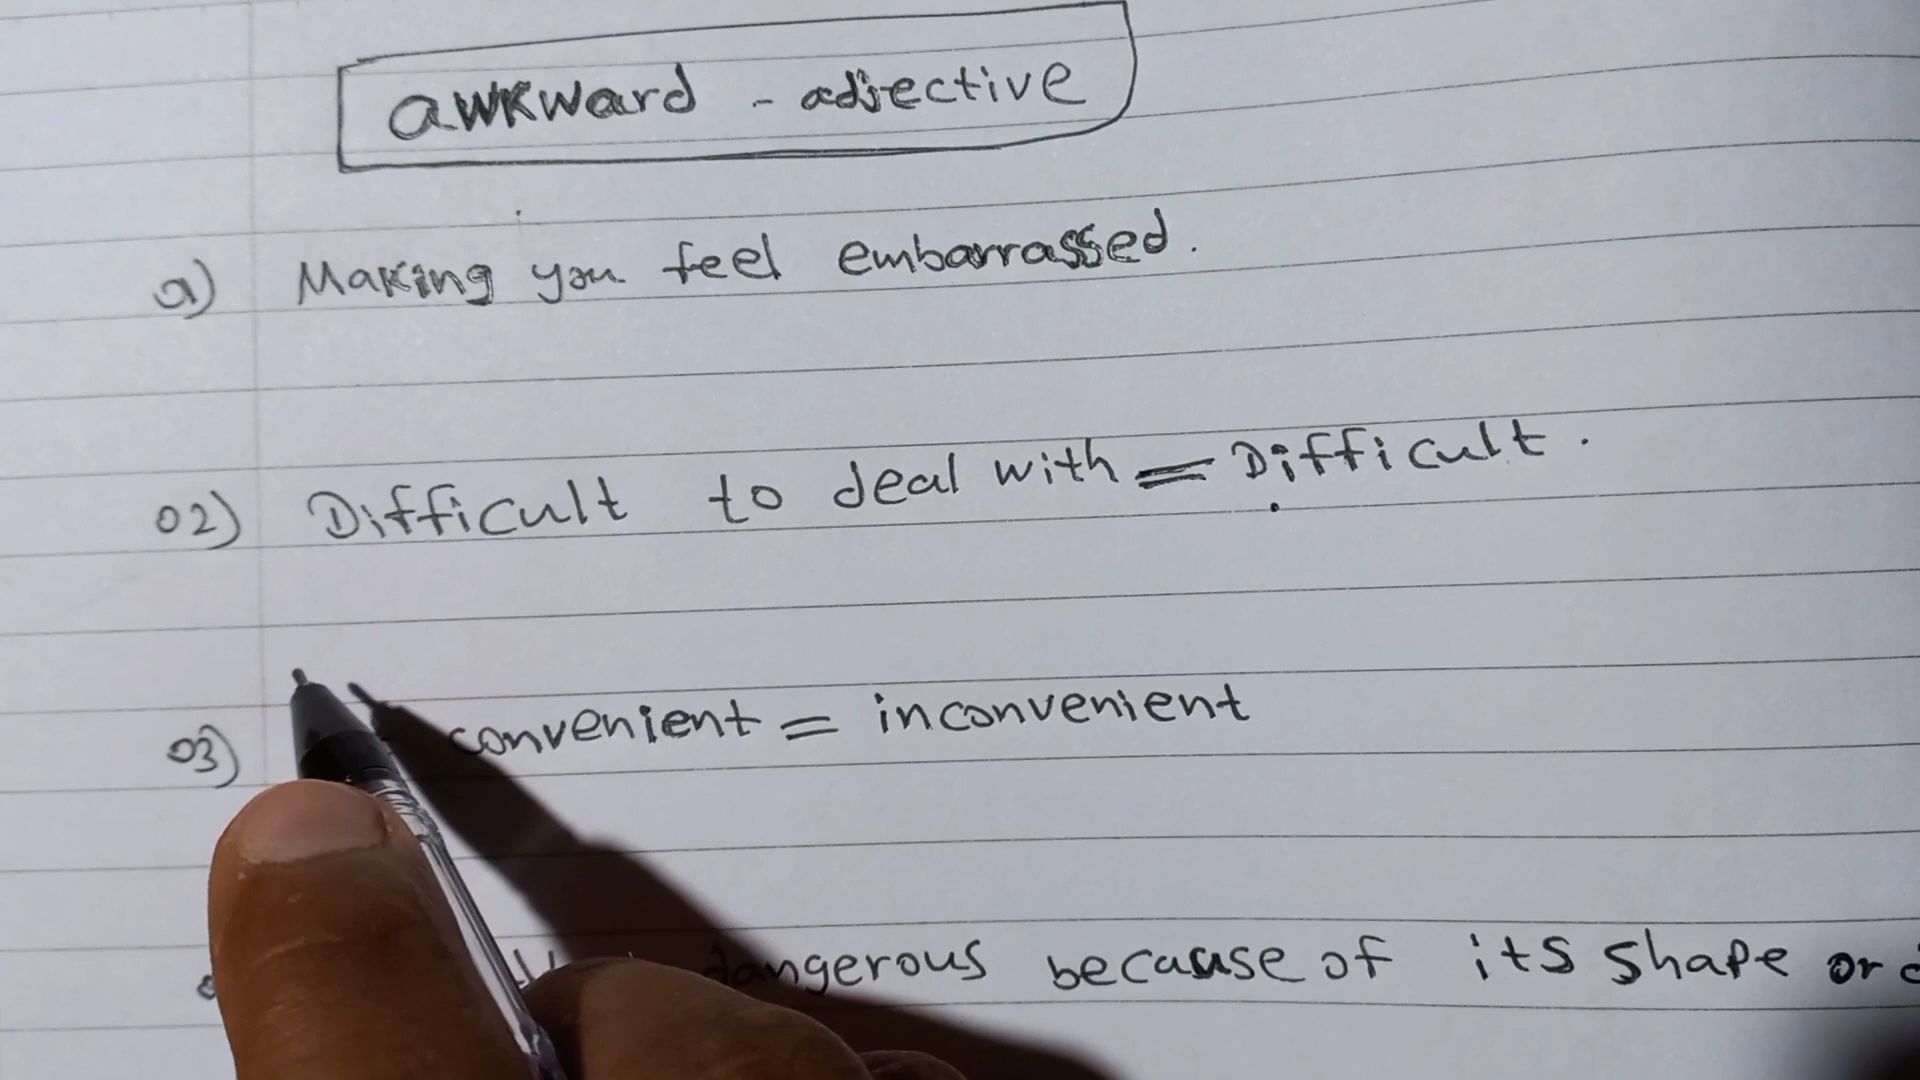 awkward - adjective
a) Making you feel embarrassed.
02) Difficult to deal with = Difficult.
03) convenient = inconvenient
dangerous because of its shape or